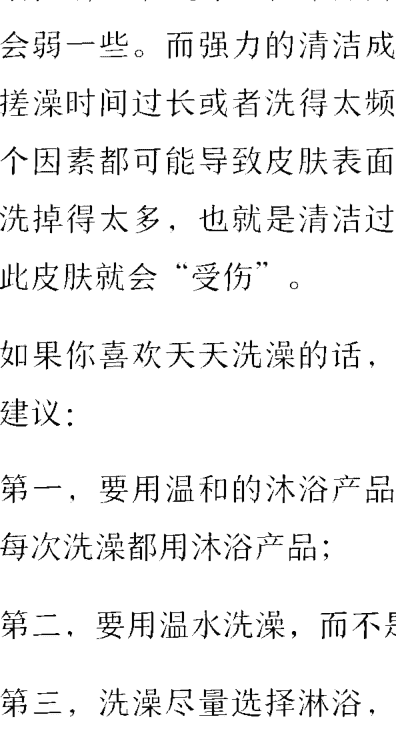 会弱一些。而强力的清洁成
搓澡时间过长或者洗得太频
个因素都可能导致皮肤表面
洗掉得太多，也就是清洁过
此皮肤就会“受伤”。
如果你喜欢天天洗澡的话，
建议：
第一，要用温和的沐浴产品
每次洗澡都用沐浴产品；
第二，要用温水洗澡，而不是
第三，洗澡尽量选择淋浴，